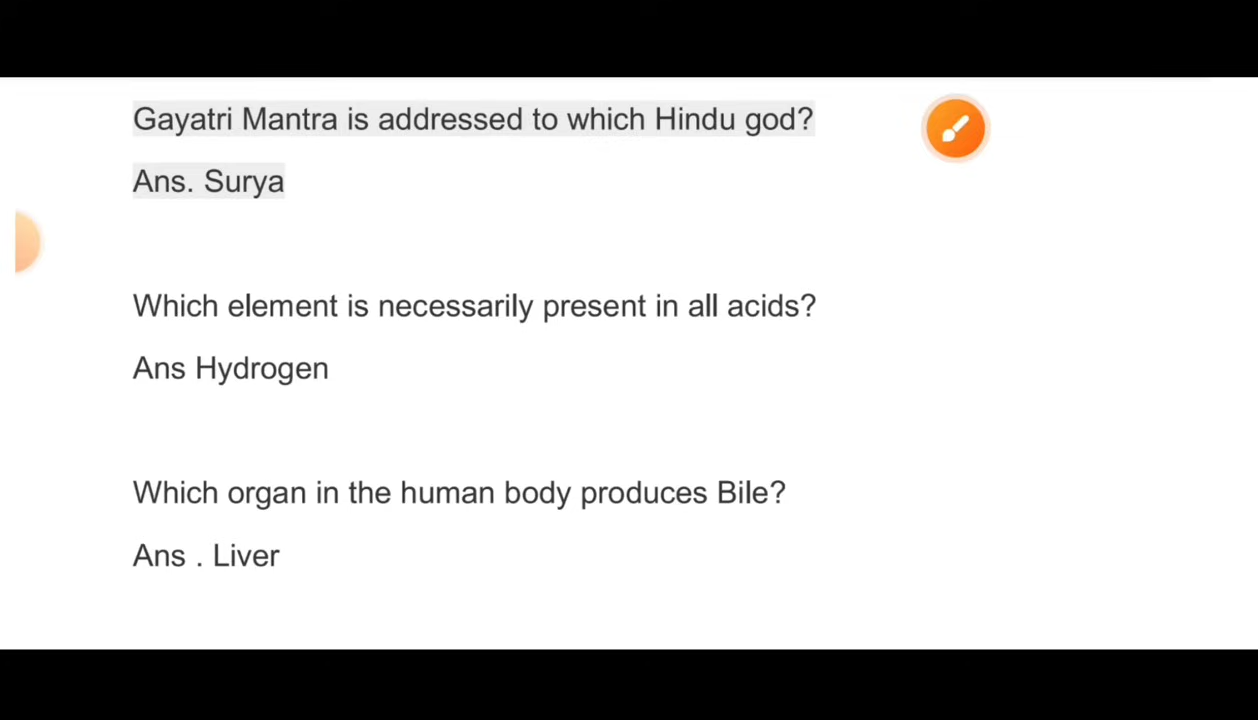 Gayatri Mantra is addressed to which Hindu god?
Ans. Surya
Which element is necessarily present in all acids?
Ans Hydrogen
Which organ in the human body produces Bile?
Ans . Liver